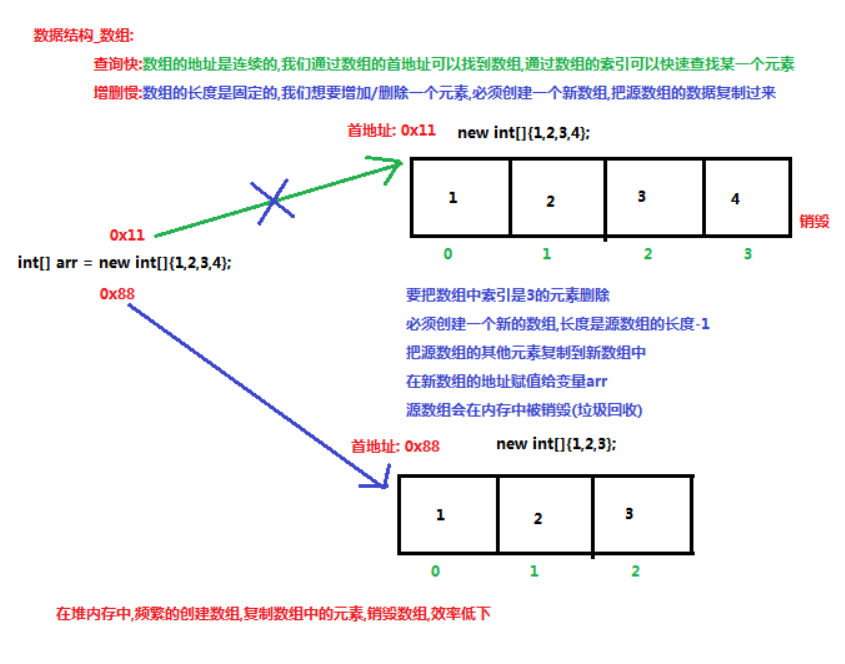 数据结构_数组:
查询快:数组的地址是连续的,我们通过数组的首地址可以找到数组,通过数组的索引可以快速查找某一个元素
增删慢:数组的长度是固定的,我们想要增加/删除一个元素,必须创建一个新数组,把源数组的数据复制过来
首地址: 0x11 new int[]{1,2,3,4};
1 2 3 4
销毁
0x11
0 1 2 3
int[] arr = new int[]{1,2,3,4};
0x88
要把数组中索引是3的元素删除
必须创建一个新的数组,长度是源数组的长度-1
把源数组的其他元素复制到新数组中
在新数组的地址赋值给变量arr
源数组会在内存中被销毁(垃圾回收)
首地址: 0x88 new int[]{1,2,3};
1 2 3
0 1 2
在堆内存中,频繁的创建数组,复制数组中的元素,销毁数组,效率低下